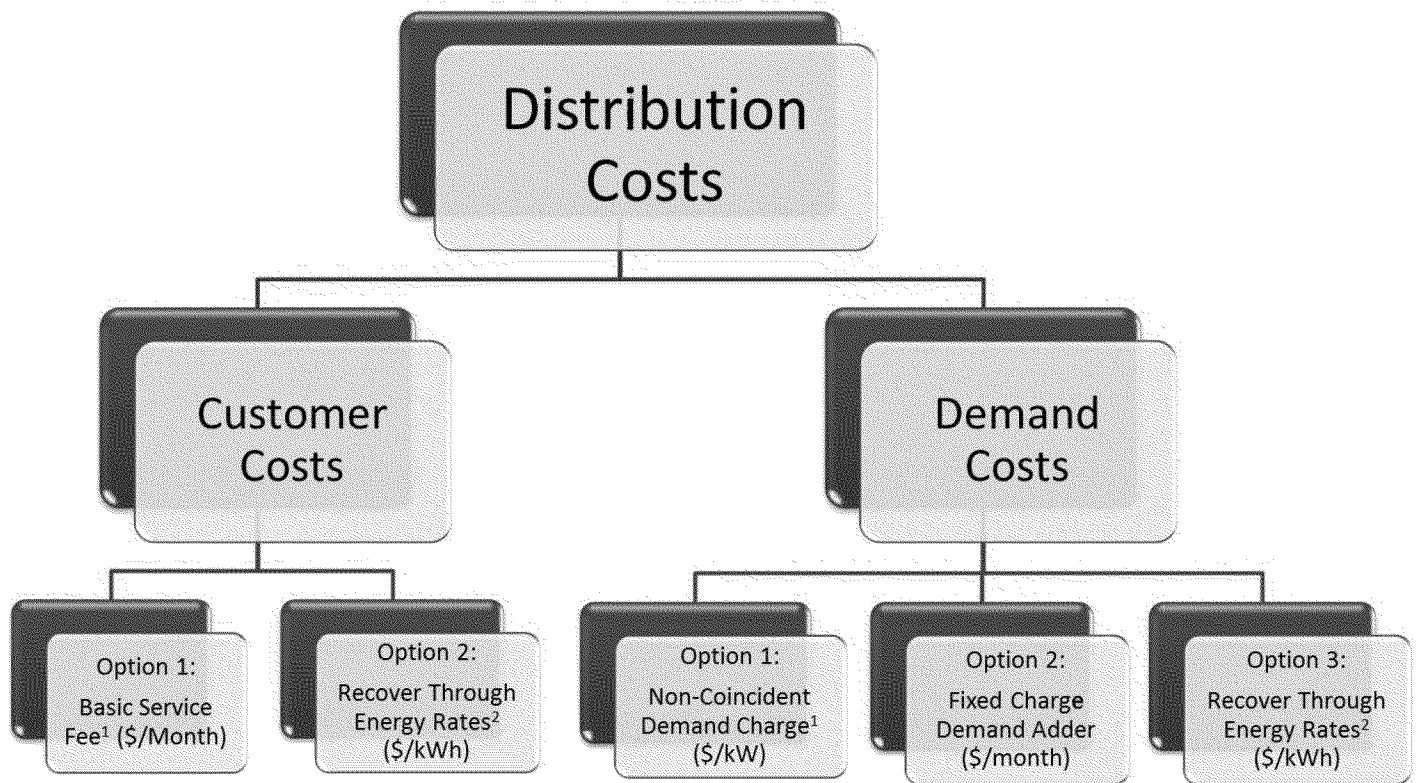 Distribution
Costs
Customer
Costs
Demand
Costs
Option 1:
Basic Service
Fee¹ ($/Month)
Option 2:
Recover Through
Energy Rates²
($/kWh)
Option 1:
Non-Coincident
Demand Charge¹
($/kW)
Option 2:
Fixed Charge
Demand Adder
($/month)
Option 3:
Recover Through
Energy Rates²
($/kWh)